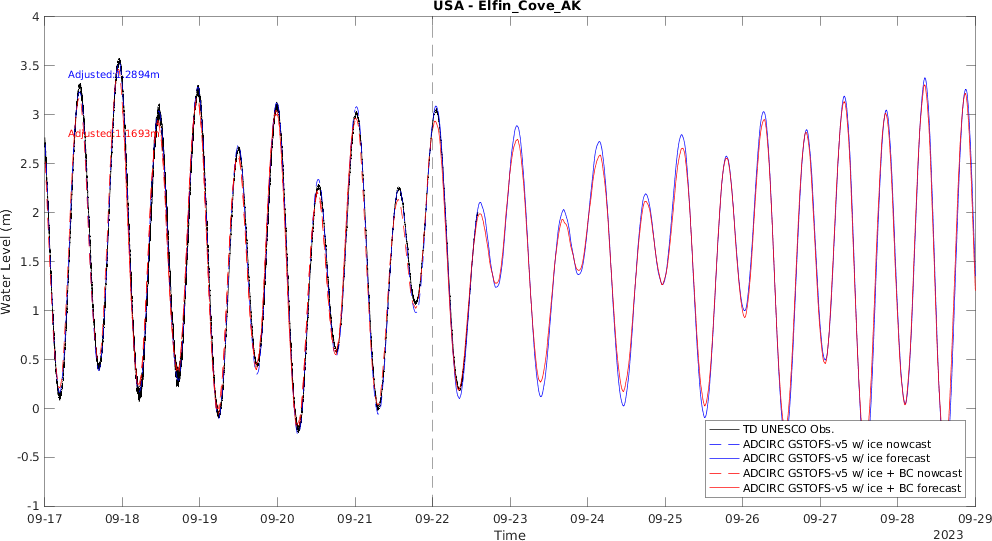 USA - Elfin_Cove_AK
4
3.5
3
2.5
2
1.5
1
0.5
0
-0.5
-1
Water Level (m)
Adjusted:1.2894m
Adjusted:1.1693m
TD UNESCO Obs.
ADCIRC GSTOFS-v5 w/ ice nowcast
ADCIRC GSTOFS-v5 w/ ice forecast
ADCIRC GSTOFS-v5 w/ ice + BC nowcast
ADCIRC GSTOFS-v5 w/ ice + BC forecast
09-17 09-18 09-19 09-20 09-21 09-22 09-23 09-24 09-25 09-26 09-27 09-28 09-29
Time
2023